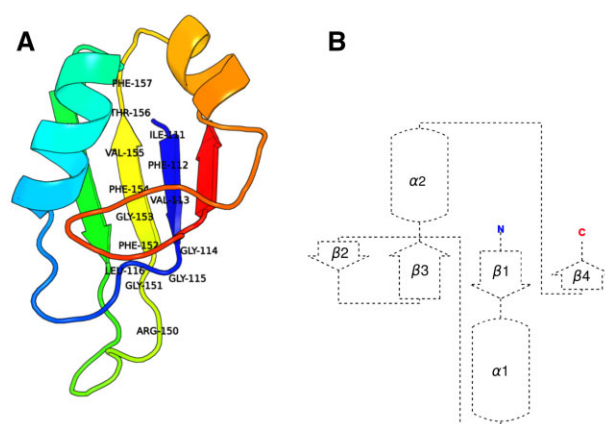 A
PHE-157
THR-156
ILE-111
VAL-155
PHE-112
PHE-154
VAL-113
GLY-153
PHE-152
GLY-114
LEU-116
GLY-115
GLY-151
ARG-150
B
α2
N
C
β2
β3
β1
β4
α1